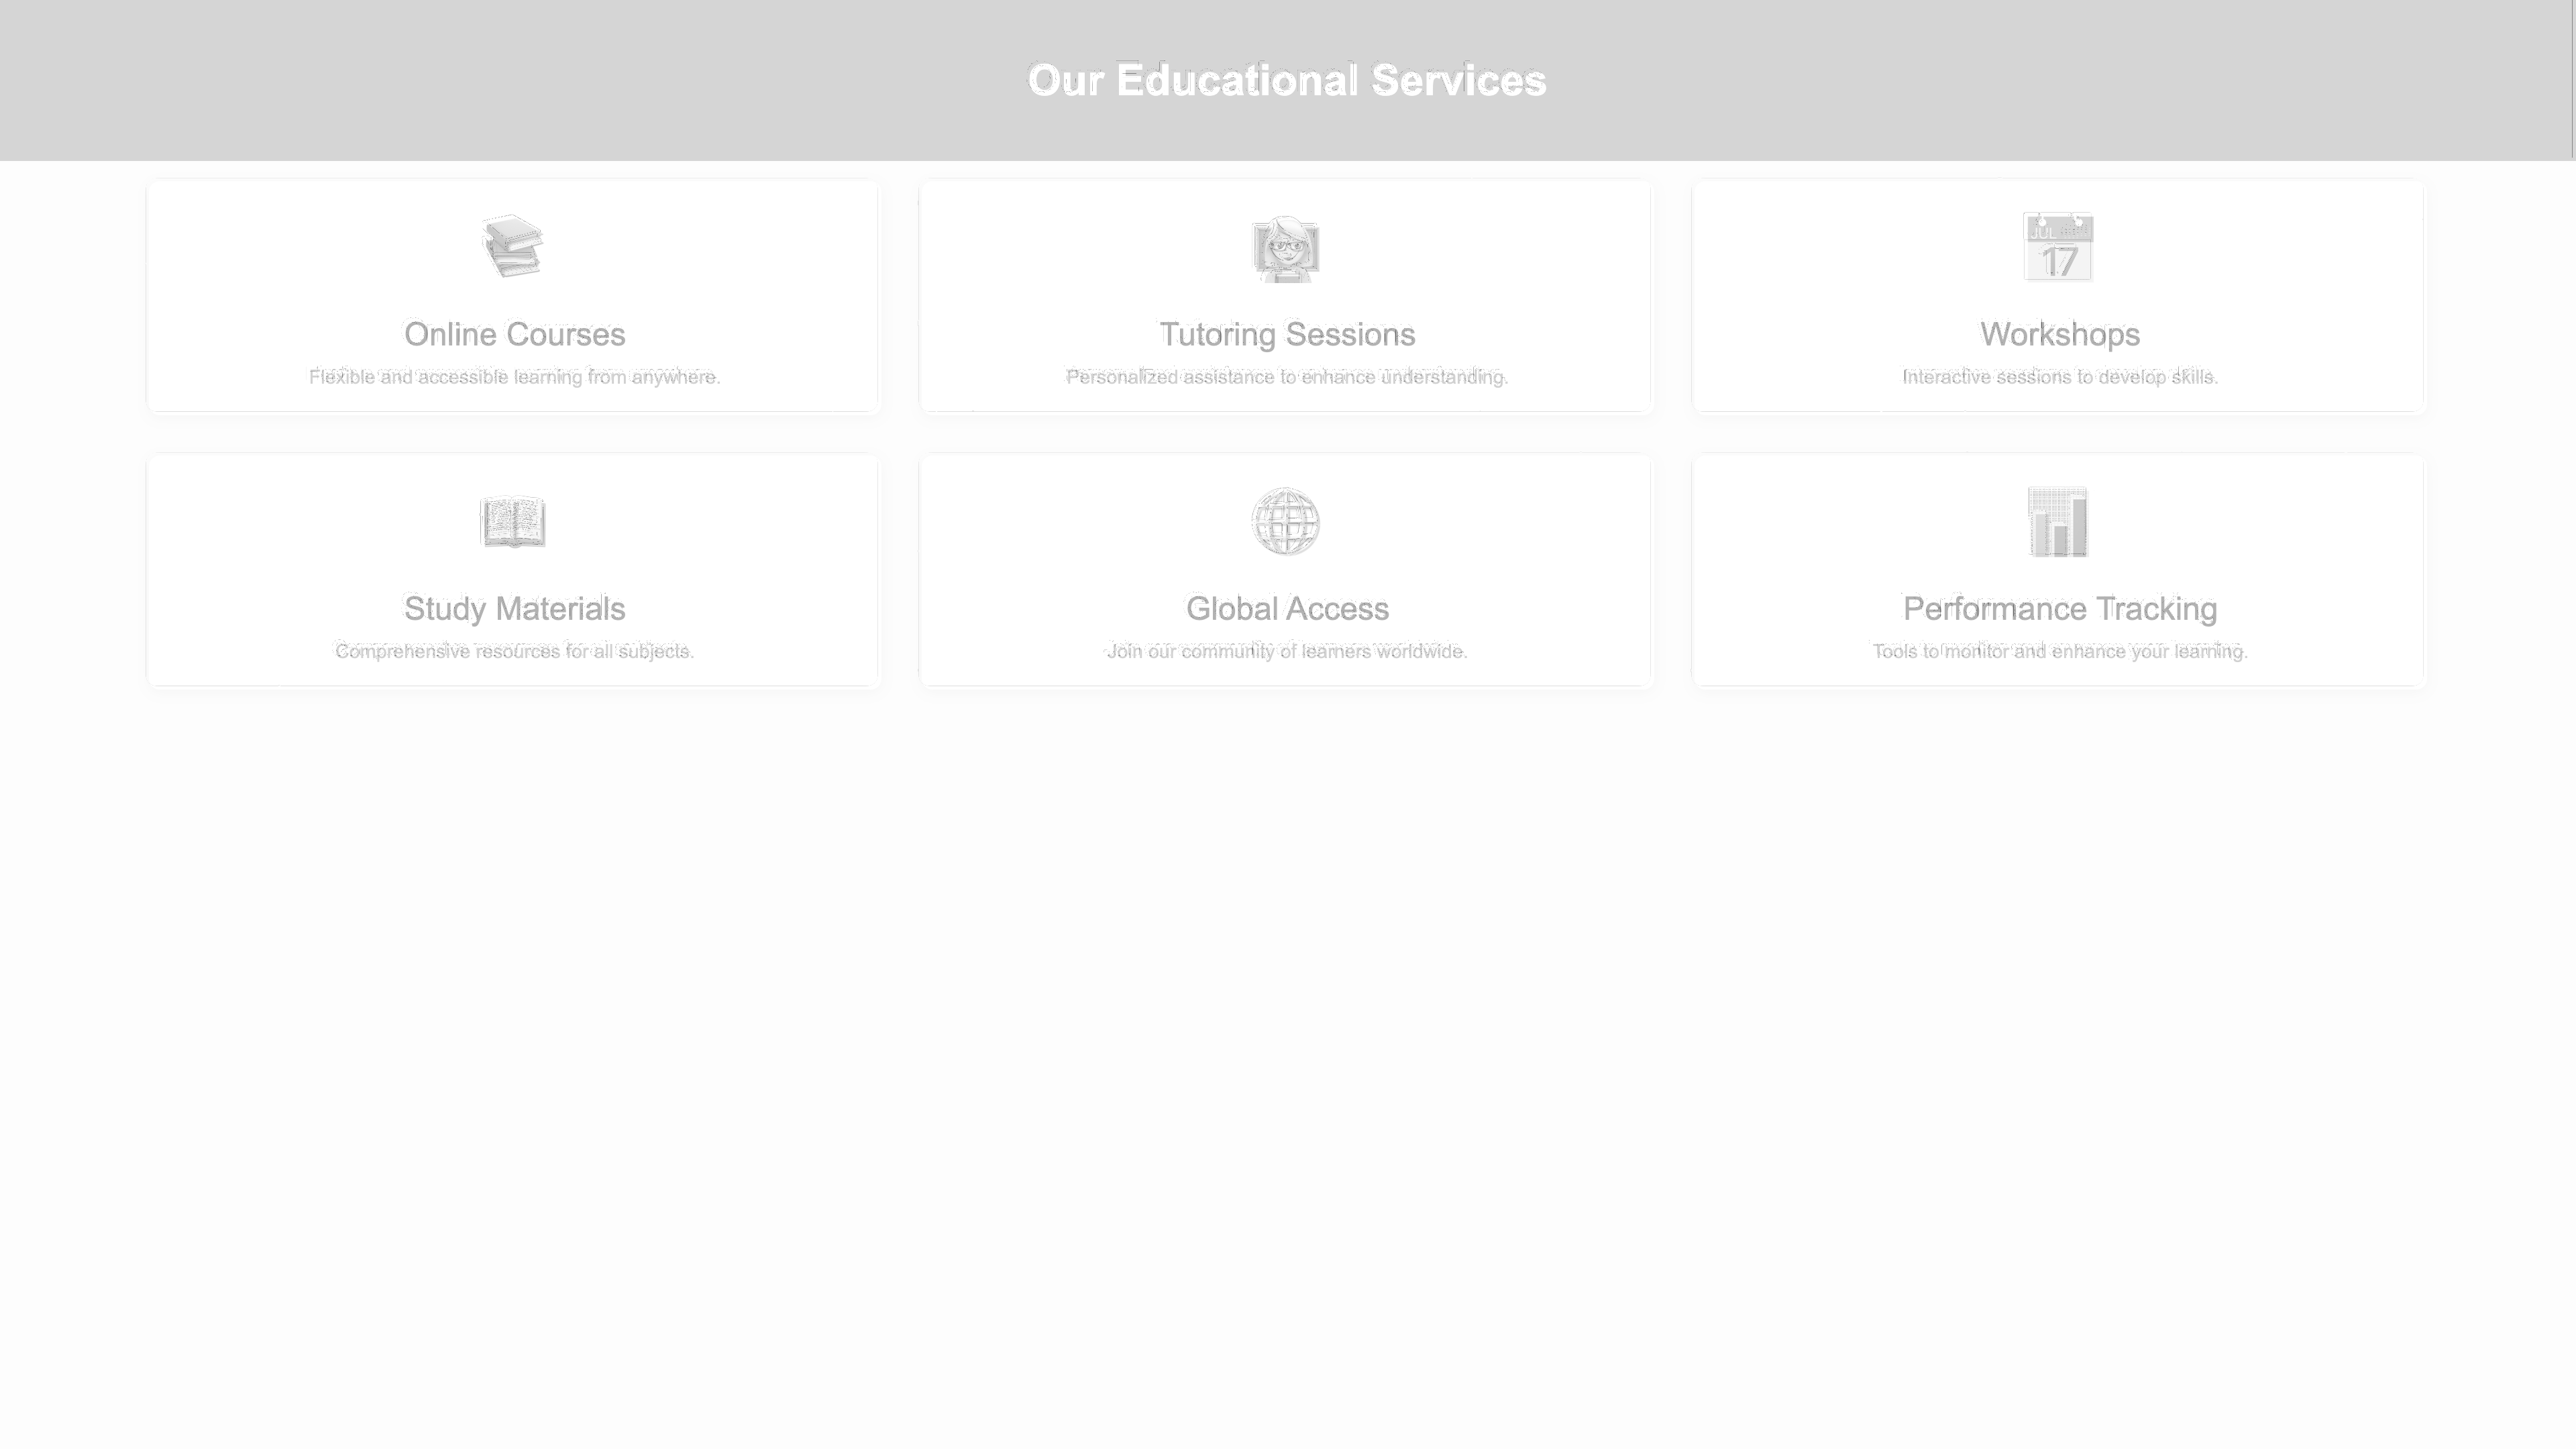 Our Educational Services
JUL
17
Online Courses
Flexible and accessible learning from anywhere.
Tutoring Sessions
Personalized assistance to enhance understanding.
Workshops
Interactive sessions to develop skills.
Study Materials
Comprehensive resources for all subjects.
Global Access
Join our community of learners worldwide.
Performance Tracking
Tools to monitor and enhance your learning.